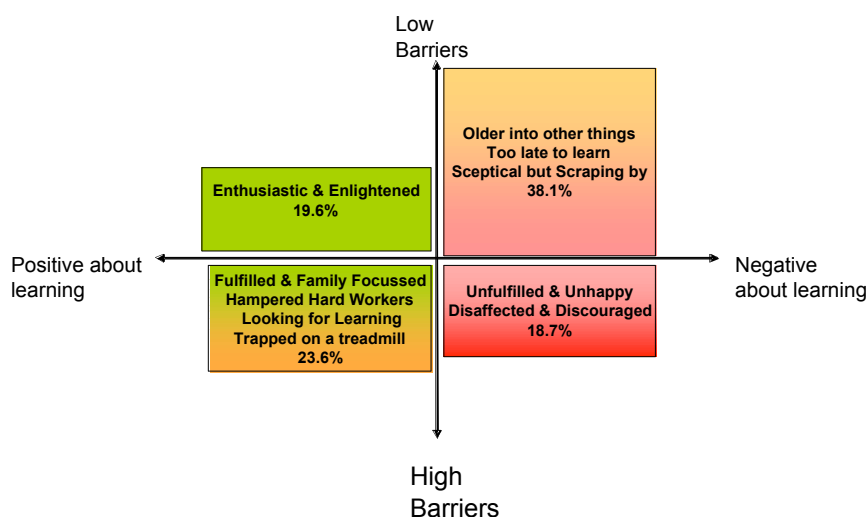 Low
Barriers
Older into other things
Too late to learn
Sceptical but Scraping by
38.1%
Enthusiastic & Enlightened
19.6%
Positive about
learning
Negative
about learning
Fulfilled & Family Focussed
Hampered Hard Workers
Looking for Learning
Trapped on a treadmill
23.6%
Unfulfilled & Unhappy
Disaffected & Discouraged
18.7%
High
Barriers